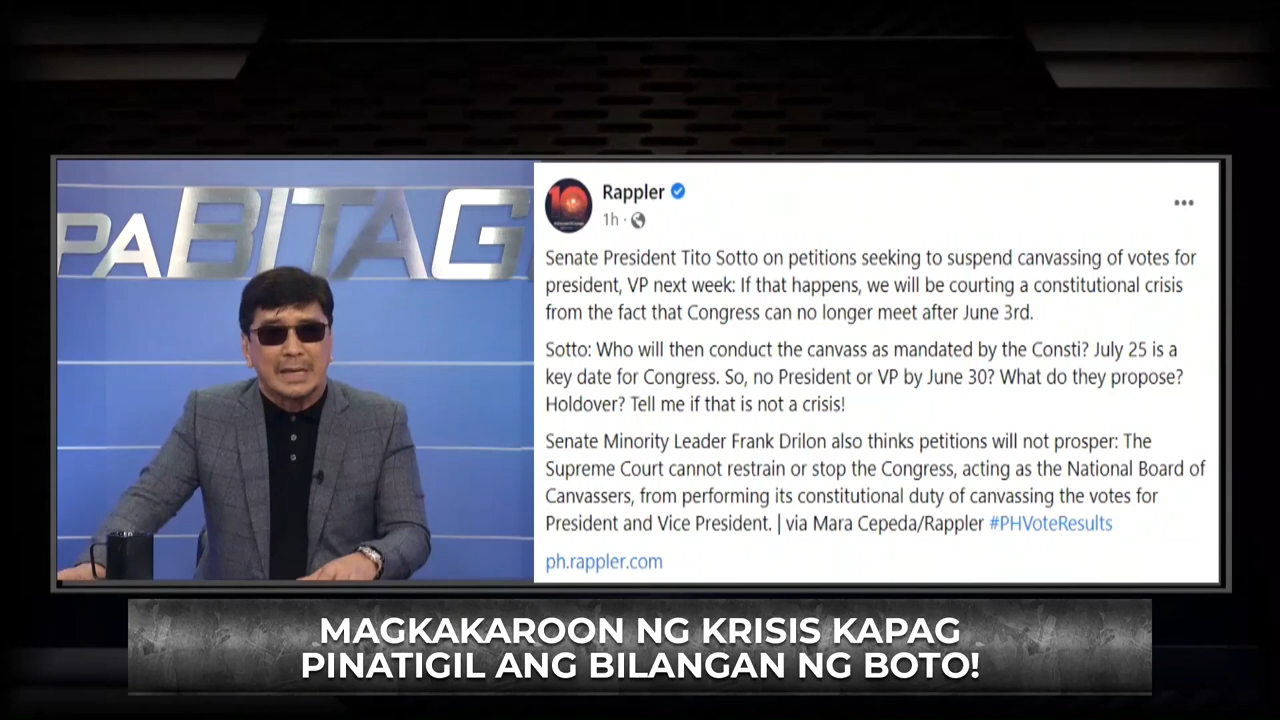 PA BITAG
10
Rappler
1h ·
Senate President Tito Sotto on petitions seeking to suspend canvassing of votes for
president, VP next week: If that happens, we will be courting a constitutional crisis
from the fact that Congress can no longer meet after June 3rd.
Sotto: Who will then conduct the canvass as mandated by the Consti? July 25 is a
key date for Congress. So, no President or VP by June 30? What do they propose?
Holdover? Tell me if that is not a crisis!
Senate Minority Leader Frank Drilon also thinks petitions will not prosper: The
Supreme Court cannot restrain or stop the Congress, acting as the National Board of
Canvassers, from performing its constitutional duty of canvassing the votes for
President and Vice President. | via Mara Cepeda/Rappler #PHVoteResults
ph.rappler.com
MAGKAKAROON NG KRISIS KAPAG
PINATIGIL ANG BILANGAN NG BOTO!